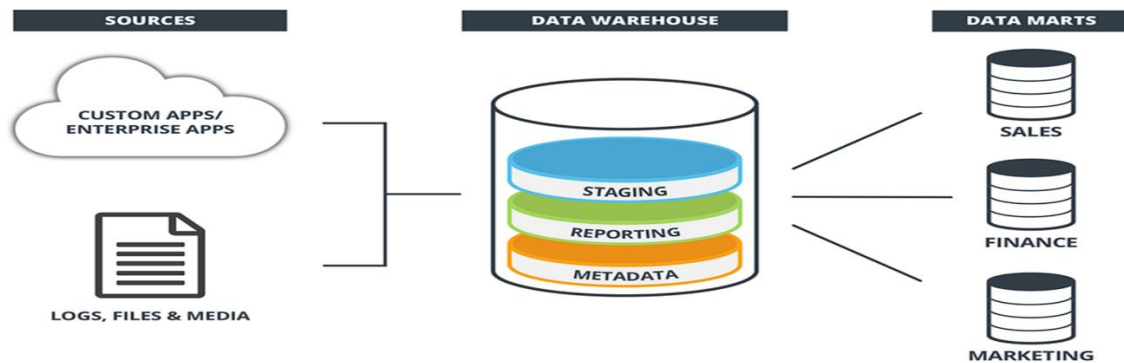 SOURCES
DATA WAREHOUSE
DATA MARTS
CUSTOM APPS/
ENTERPRISE APPS
LOGS, FILES & MEDIA
STAGING
REPORTING
METADATA
SALES
FINANCE
MARKETING